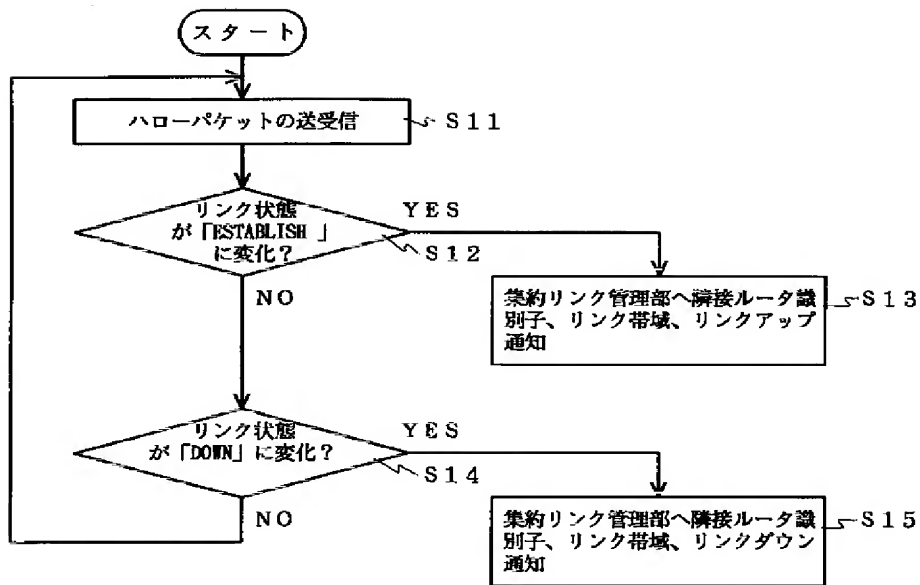 スタート
ハローパケットの送受信
S11
リンク状態
が「ESTABLISH 」
に変化?
YES
S12
NO
集約リンク管理部へ隣接ルータ識
別子、リンク帯域、リンクアップ
通知
S13
リンク状態
が「DOWN」に変化?
YES
S14
NO
集約リンク管理部へ隣接ルータ識
別子、リンク帯域、リンクダウン
通知
S15